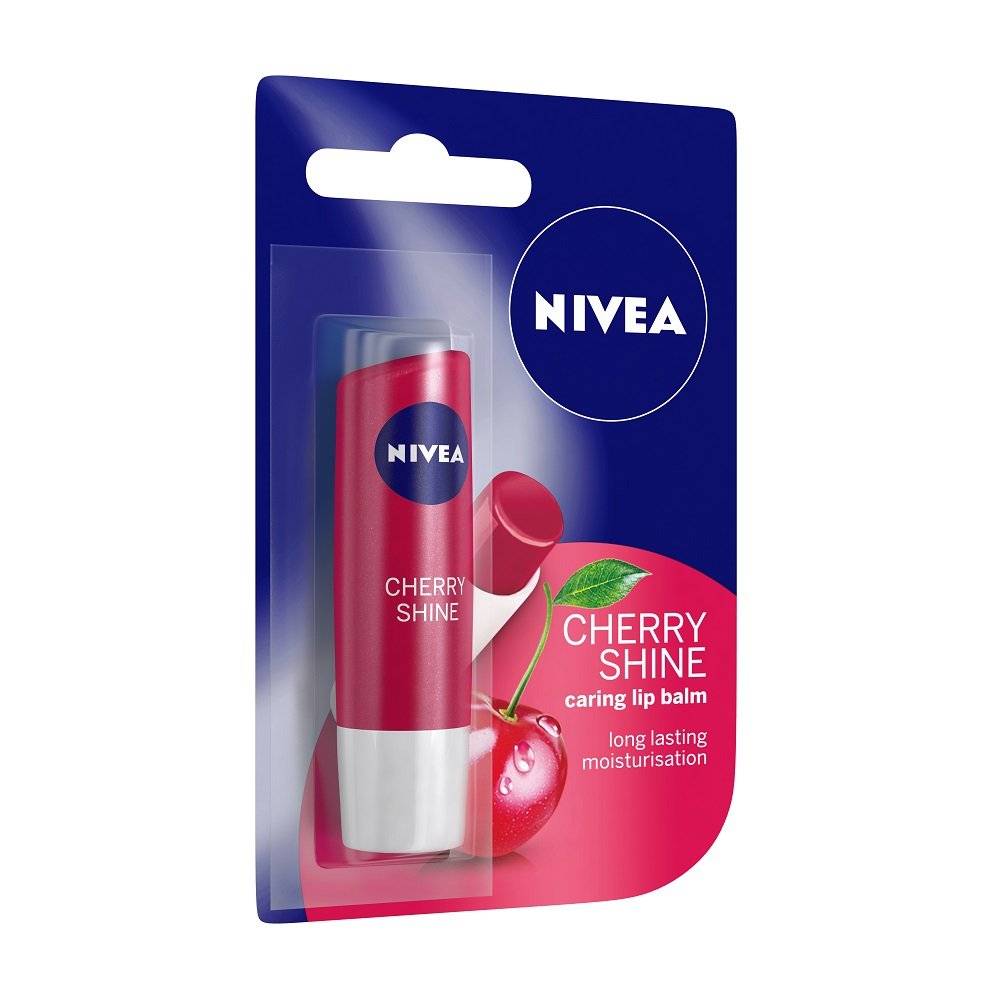 NIVEA
NIVEA
CHERRY
SHINE
CHERRY
SHINE
caring lip balm
long lasting
moisturisation